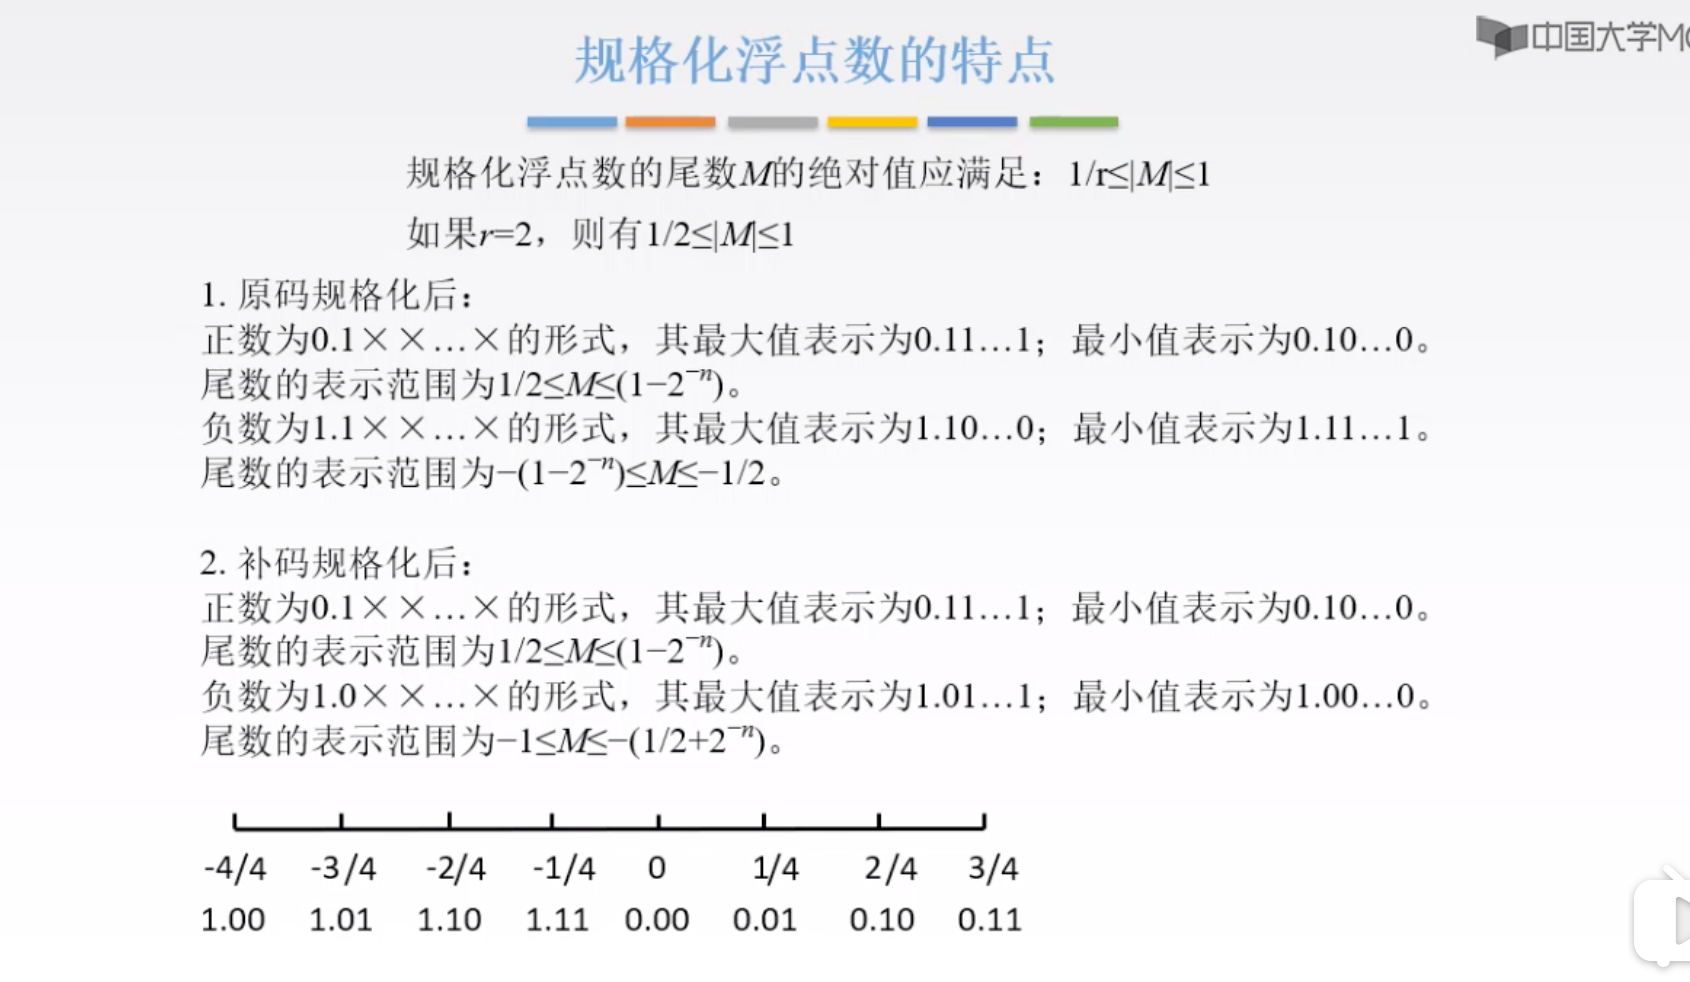 规格化浮点数的特点
中国大学MO
规格化浮点数的尾数M的绝对值应满足：1/r≤|M|≤1
如果r=2，则有1/2≤|M|≤1
1. 原码规格化后：
正数为0.1××…×的形式，其最大值表示为0.11…1；最小值表示为0.10…0。
尾数的表示范围为1/2≤M≤(1−2⁻ⁿ)。
负数为1.1××…×的形式，其最大值表示为1.10…0；最小值表示为1.11…1。
尾数的表示范围为−(1−2⁻ⁿ)≤M≤−1/2。
2. 补码规格化后：
正数为0.1××…×的形式，其最大值表示为0.11…1；最小值表示为0.10…0。
尾数的表示范围为1/2≤M≤(1−2⁻ⁿ)。
负数为1.0××…×的形式，其最大值表示为1.01…1；最小值表示为1.00…0。
尾数的表示范围为−1≤M≤−(1/2+2⁻ⁿ)。
-4/4 -3/4 -2/4 -1/4 0 1/4 2/4 3/4
1.00 1.01 1.10 1.11 0.00 0.01 0.10 0.11